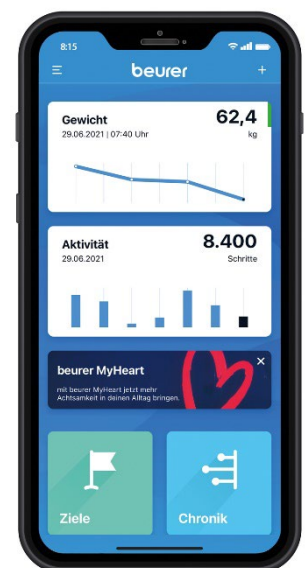 8:15
beurer
Gewicht
62,4
29.06.2021 | 07:40 Uhr
kg
Aktivität
8.400
29.06.2021
Schritte
beurer MyHeart
mit beurer MyHeart jetzt mehr
Achtsamkeit in deinen Alltag bringen.
Ziele
Chronik